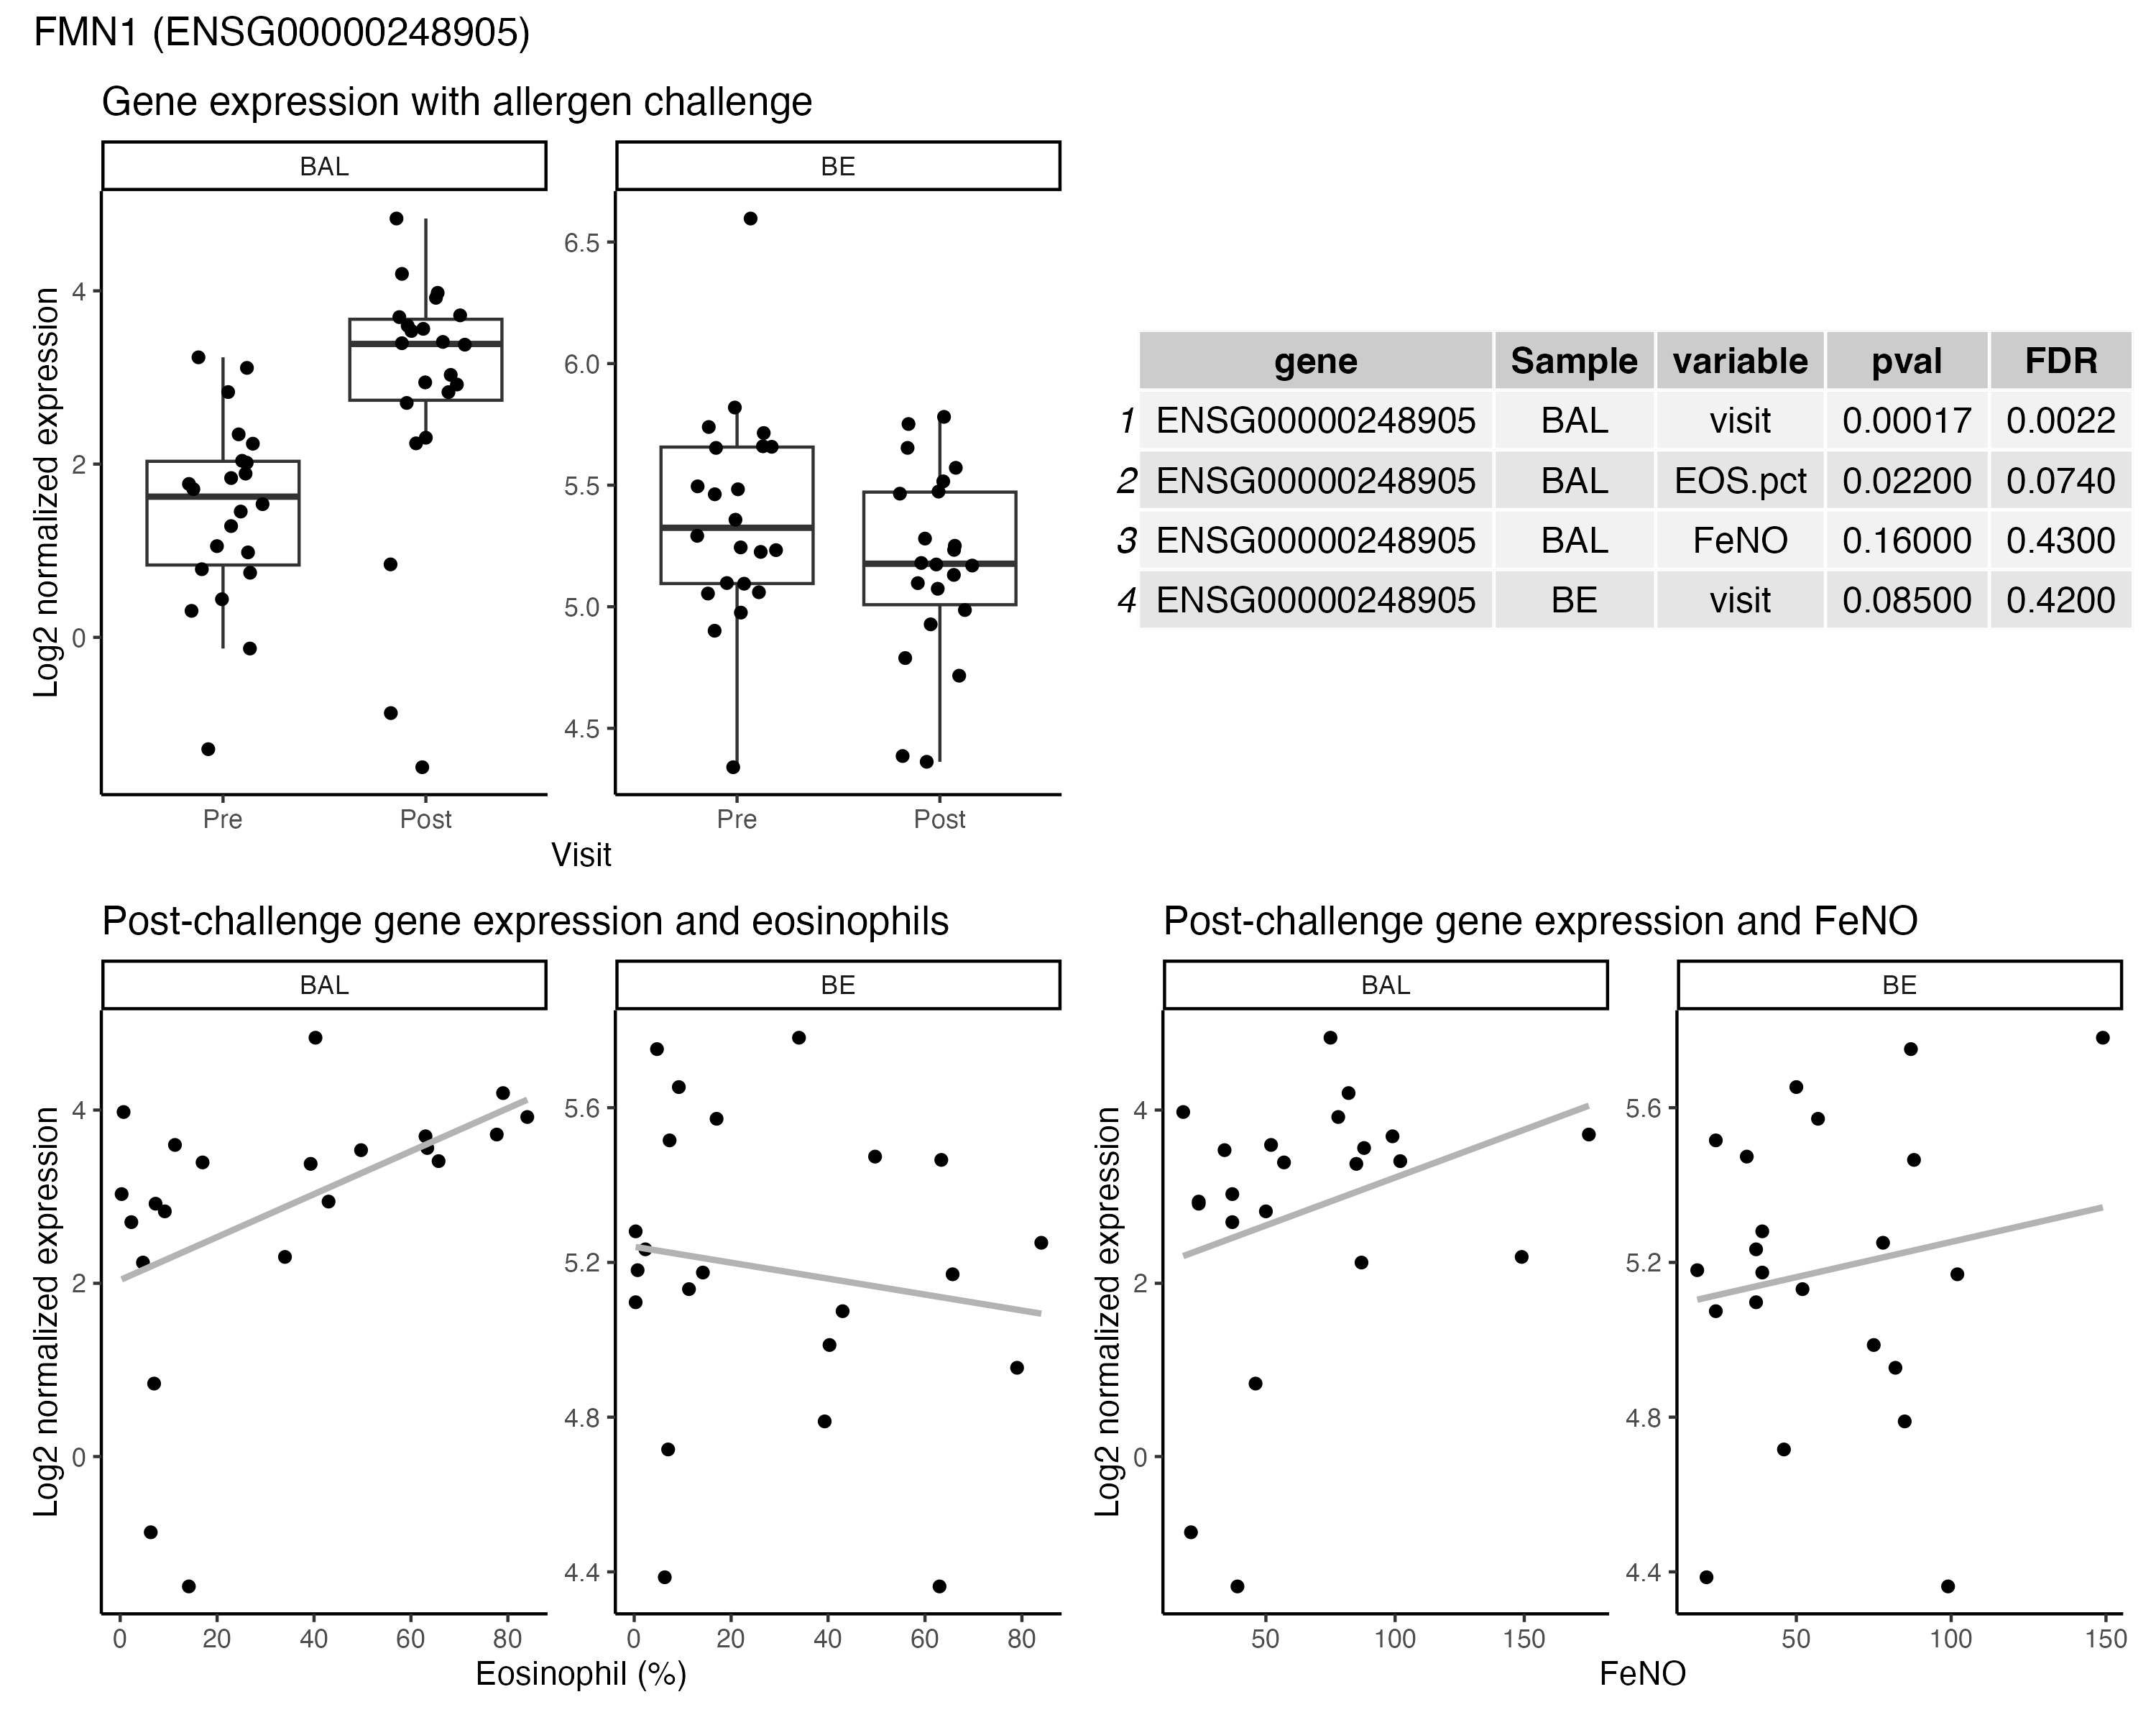 FMN1 (ENSG00000248905)
Gene expression with allergen challenge
BAL BE
Log2 normalized expression
4
2
0
6.5
6.0
5.5
5.0
4.5
Pre Post Pre Post
Visit
gene Sample variable pval FDR
1 ENSG00000248905 BAL visit 0.00017 0.0022
2 ENSG00000248905 BAL EOS.pct 0.02200 0.0740
3 ENSG00000248905 BAL FeNO 0.16000 0.4300
4 ENSG00000248905 BE visit 0.08500 0.4200
Post-challenge gene expression and eosinophils
BAL BE
Log2 normalized expression
4
2
0
5.6
5.2
4.8
4.4
0 20 40 60 80 0 20 40 60 80
Eosinophil (%)
Post-challenge gene expression and FeNO
BAL BE
Log2 normalized expression
4
2
0
5.6
5.2
4.8
4.4
50 100 150 50 100 150
FeNO